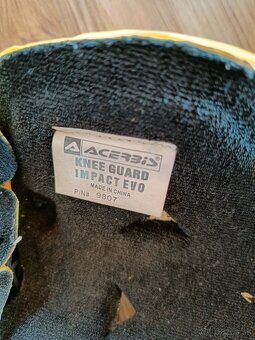 ACERBIS
KNEE GUARD
IMPACT EVO
MADE IN CHINA
P/N# 9807